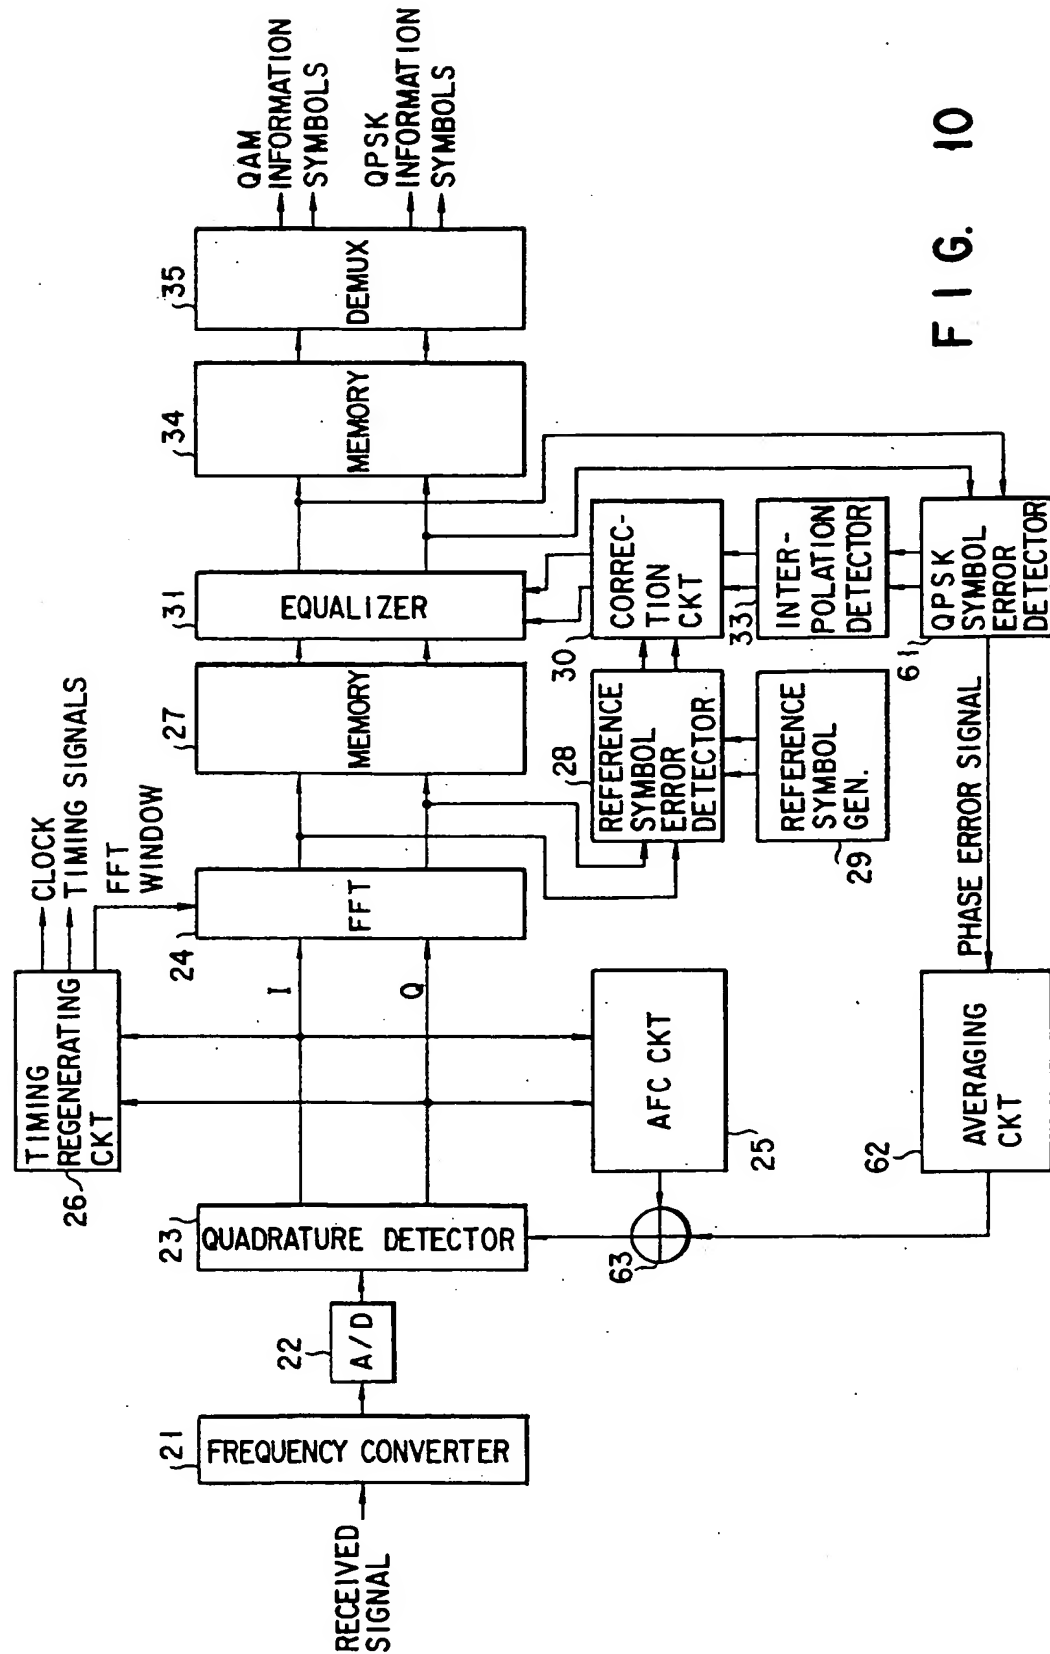 RECEIVED
SIGNAL
21
FREQUENCY CONVERTER
22
A/D
23
QUADRATURE DETECTOR
26
TIMING
REGENERATING
CKT
CLOCK
TIMING SIGNALS
FFT
WINDOW
I
Q
24
FFT
27
MEMORY
31
EQUALIZER
34
MEMORY
35
DEMUX
QAM
INFORMATION
SYMBOLS
QPSK
INFORMATION
SYMBOLS
63
AFC CKT
25
28
REFERENCE
SYMBOL
ERROR
DETECTOR
30
CORREC-
TION
CKT
29
REFERENCE
SYMBOL
GEN.
33
INTER-
POLATION
DETECTOR
62
AVERAGING
CKT
PHASE ERROR SIGNAL
61
QPSK
SYMBOL
ERROR
DETECTOR
FIG. 10